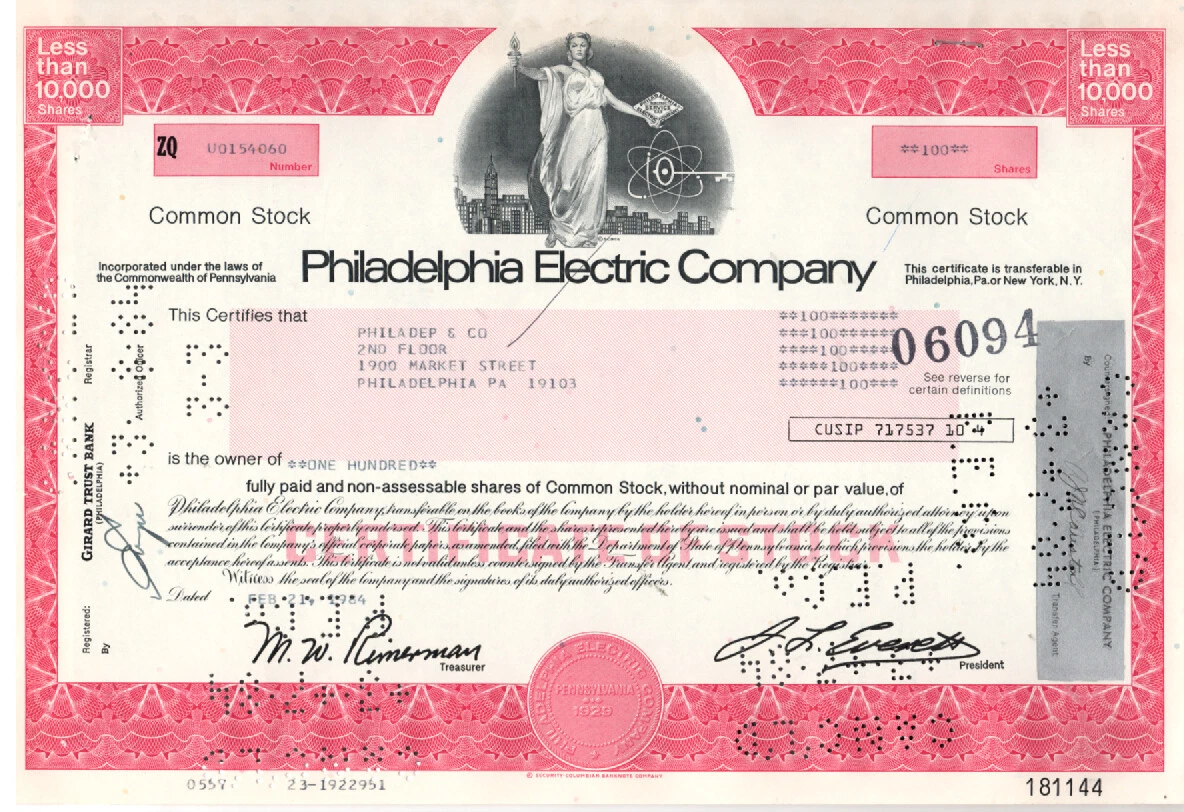 Less
than
10,000
Shares
Less
than
10,000
Shares
ZQ U0154060
Number
**100**
Shares
Common Stock
Common Stock
Incorporated under the laws of
the Commonwealth of Pennsylvania
Philadelphia Electric Company
This certificate is transferable in
Philadelphia, Pa. or New York, N.Y.
This Certifies that
PHILADEP & CO
2ND FLOOR
1900 MARKET STREET
PHILADELPHIA PA 19103
**100*******
***100******
****100*****
*****100****
******100***
06094
See reverse for
certain definitions
CUSIP 717537 10 4
is the owner of **ONE HUNDRED**
fully paid and non-assessable shares of Common Stock, without nominal or par value, of
Philadelphia Electric Company, transferable on the books of the Company by the holder hereof in person or by duly authorized attorney upon
surrender of this Certificate properly endorsed. This Certificate and the shares represented hereby are issued and shall be held subject to all of the provisions
contained in the Company's official corporate papers, as amended, filed with the Department of State of Pennsylvania, to which provisions the holder, by the
acceptance hereof, assents. This Certificate is not valid unless countersigned by the Transfer Agent and registered by the Registrar.
CERTIFICATE OF STOCK
Witness the seal of the Company and the signatures of its duly authorized officers.
Dated FEB 21, 1984
M. W. Rimerman
Treasurer
J. L. Everett
President
PHILADELPHIA ELECTRIC COMPANY
PENNSYLVANIA
1929
Registered:
GIRARD TRUST BANK
(PHILADELPHIA)
Registrar
By
Authorized Officer
Countersigned:
PHILADELPHIA ELECTRIC COMPANY
(PHILADELPHIA)
Transfer Agent
By
© SECURITY-COLUMBIAN BANKNOTE COMPANY
0557 23-1922951
181144